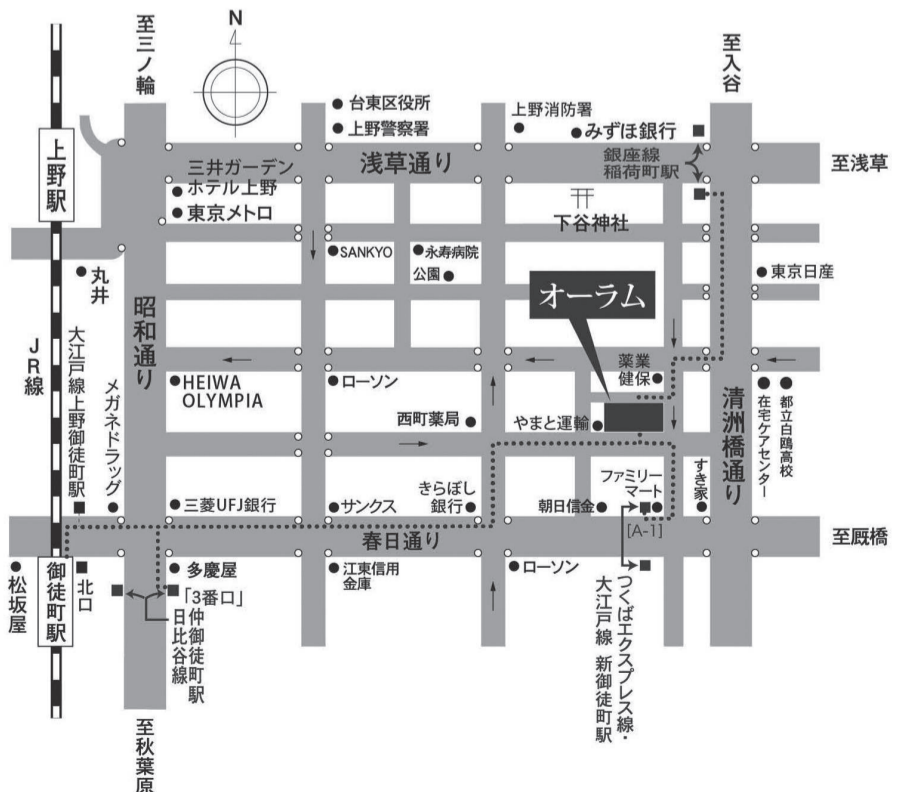 至三ノ輪
N
至入谷
台東区役所
上野警察署
上野消防署
みずほ銀行
上野駅
三井ガーデン
ホテル上野
東京メトロ
浅草通り
銀座線
稲荷町駅
至浅草
下谷神社
丸井
SANKYO
永寿病院
公園
東京日産
オーラム
昭和通り
JR線
大江戸線上野御徒町駅
メガネドラッグ
HEIWA
OLYMPIA
ローソン
薬業
健保
西町薬局
やまと運輸
清洲橋通り
在宅ケアセンター
都立白鴎高校
三菱UFJ銀行
サンクス
きらぼし
銀行
朝日信金
ファミリー
マート
すき家
[A-1]
春日通り
至厩橋
松坂屋
御徒町駅
北口
多慶屋
「3番口」
仲御徒町駅
日比谷線
江東信用
金庫
ローソン
つくばエクスプレス線・
大江戸線 新御徒町駅
至秋葉原